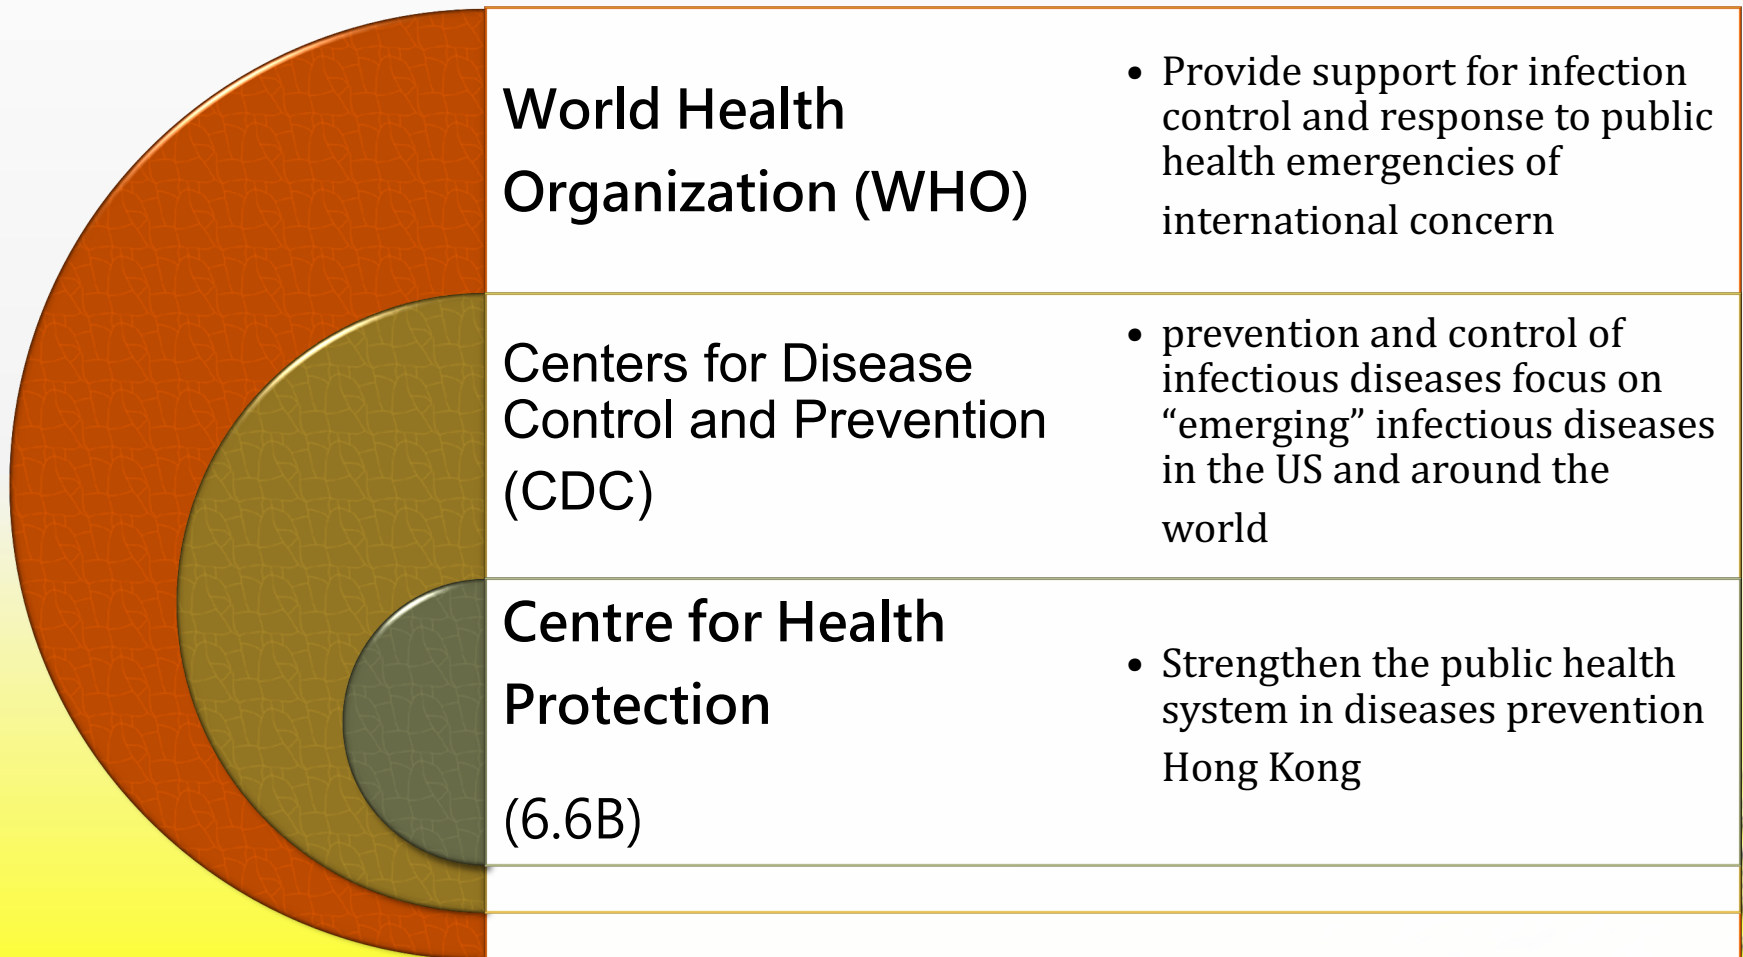 World Health
Organization (WHO)
• Provide support for infection
control and response to public
health emergencies of
international concern
Centers for Disease
Control and Prevention
(CDC)
• prevention and control of
infectious diseases focus on
“emerging” infectious diseases
in the US and around the
world
Centre for Health
Protection
(6.6B)
• Strengthen the public health
system in diseases prevention
Hong Kong